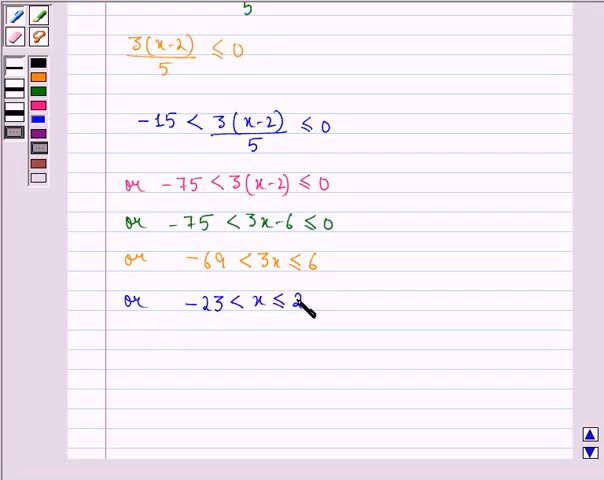 5
3(x-2)/5 ≤ 0
-15 < 3(x-2)/5 ≤ 0
or -75 < 3(x-2) ≤ 0
or -75 < 3x-6 ≤ 0
or -69 < 3x ≤ 6
or -23 < x ≤ 2